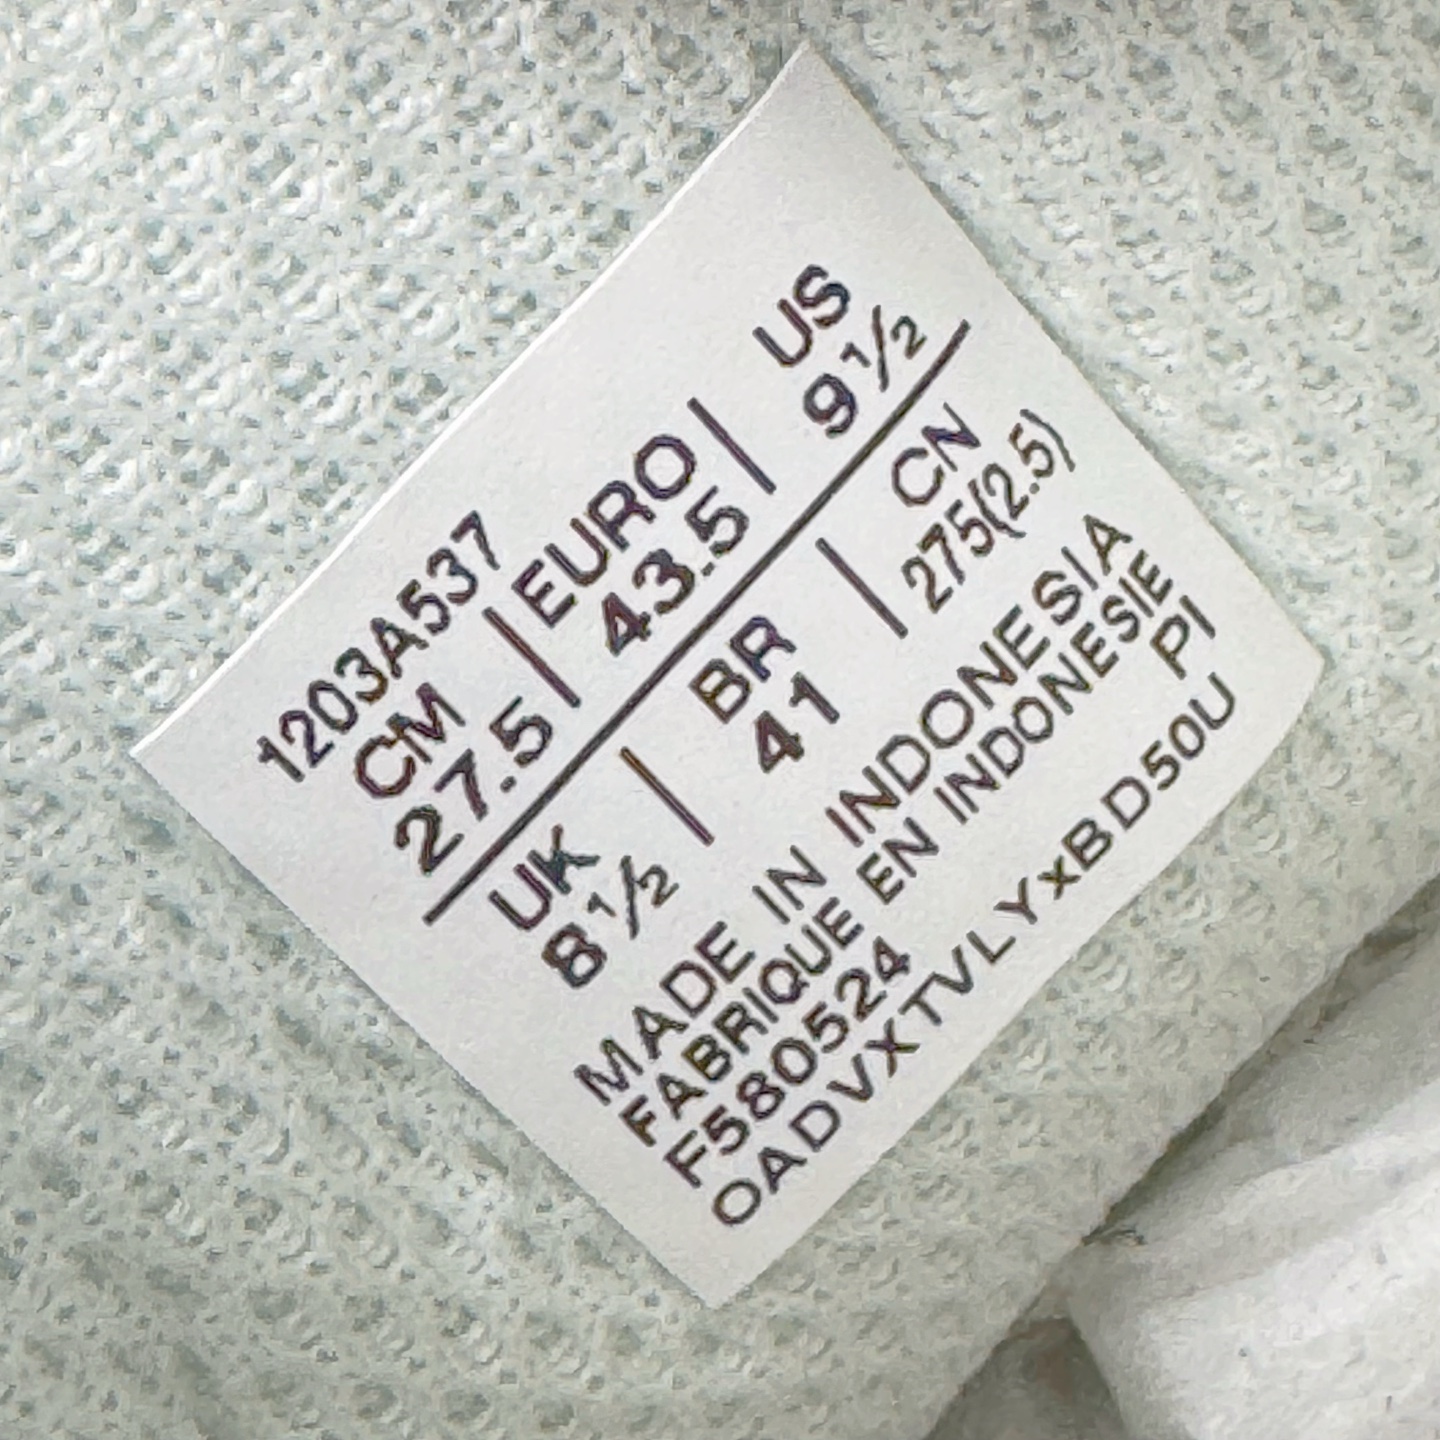 1203A537
CM | EURO | US
27.5 | 43.5 | 9 1/2
UK | BR | CN
8 1/2 | 41 | 275(2.5)
MADE IN INDONESIA
FABRIQUE EN INDONESIE
F580524 PI
OADVXTVLYxBD50U